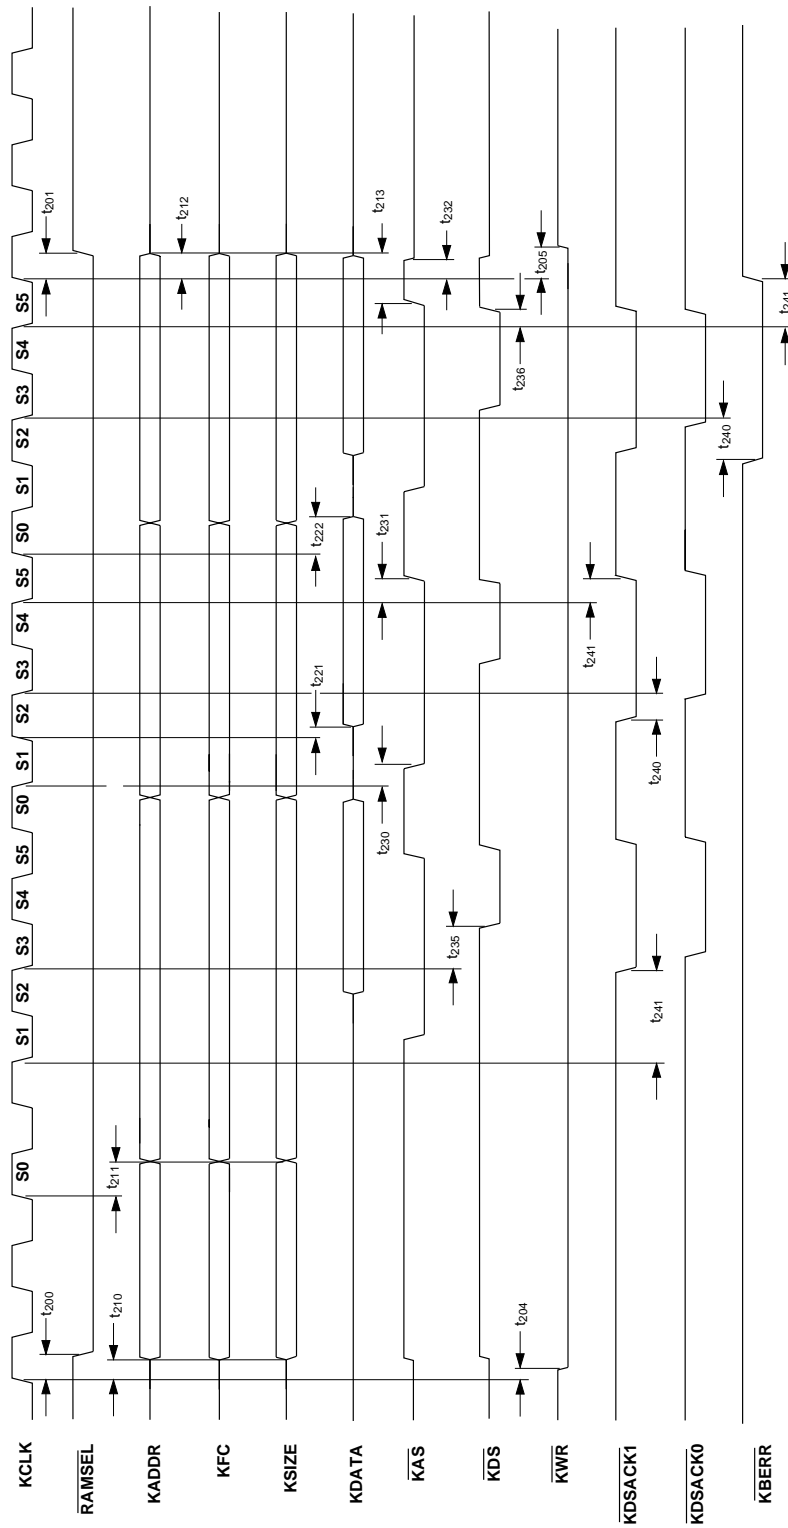 KCLK
S0
S1
S2
S3
S4
S5
S0
S1
S2
S3
S4
S5
S0
S1
S2
S3
S4
S5
RAMSEL
t200
t201
KADDR
t210
t211
t212
KFC
KSIZE
t221
t222
KDATA
t230
t231
t213
KAS
t235
t232
KDS
t204
t236
t205
KWR
t241
KDSACK1
t241
t240
KDSACK0
t240
KBERR
t241